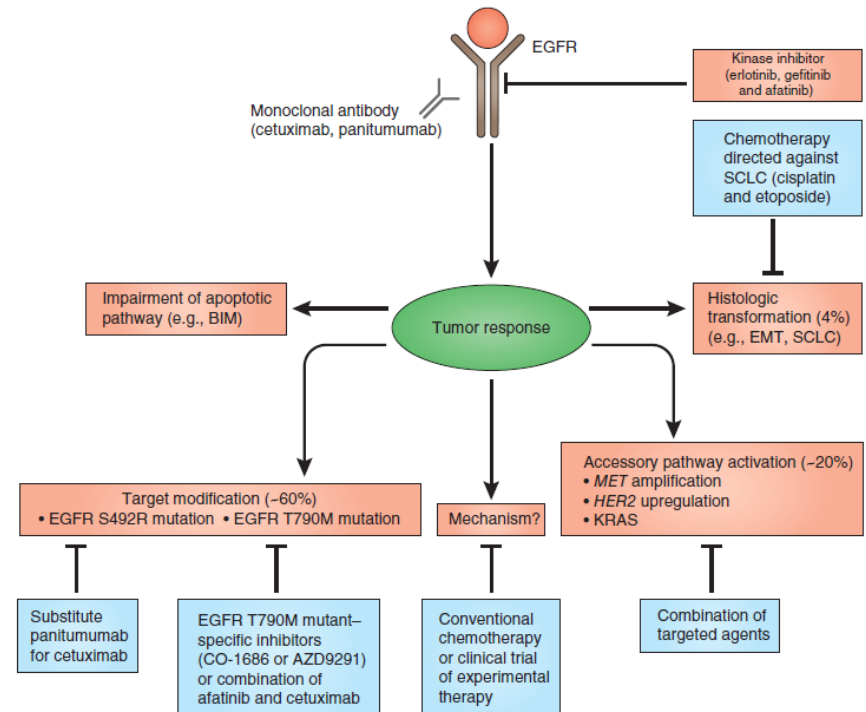 EGFR
Kinase inhibitor
(erlotinib, gefitinib
and afatinib)
Monoclonal antibody
(cetuximab, panitumumab)
Chemotherapy
directed against
SCLC (cisplatin
and etoposide)
Impairment of apoptotic
pathway (e.g., BIM)
Tumor response
Histologic
transformation (4%)
(e.g., EMT, SCLC)
Target modification (~60%)
• EGFR S492R mutation • EGFR T790M mutation
Mechanism?
Accessory pathway activation (~20%)
• MET amplification
• HER2 upregulation
• KRAS
Substitute
panitumumab
for cetuximab
EGFR T790M mutant–
specific inhibitors
(CO-1686 or AZD9291)
or combination of
afatinib and cetuximab
Conventional
chemotherapy
or clinical trial
of experimental
therapy
Combination of
targeted agents